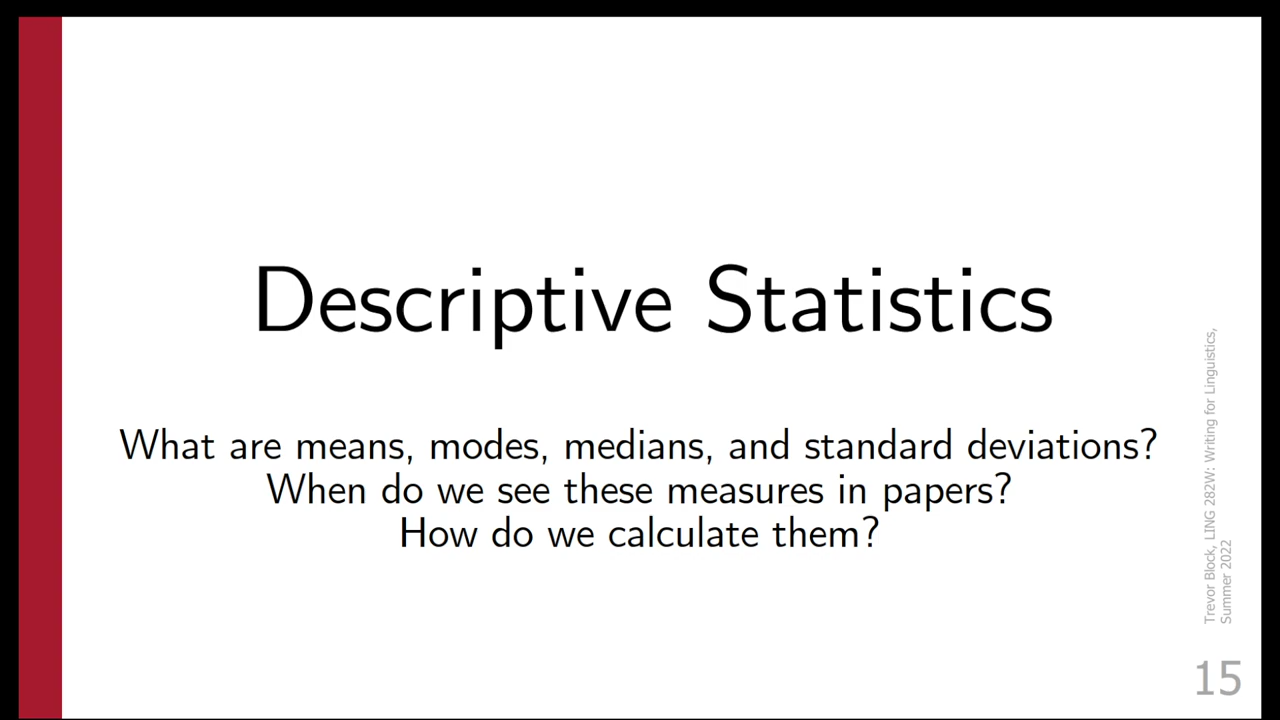 Descriptive Statistics
What are means, modes, medians, and standard deviations?
When do we see these measures in papers?
How do we calculate them?
Trevor Block, LING 282W: Writing for Linguistics,
Summer 2022
15